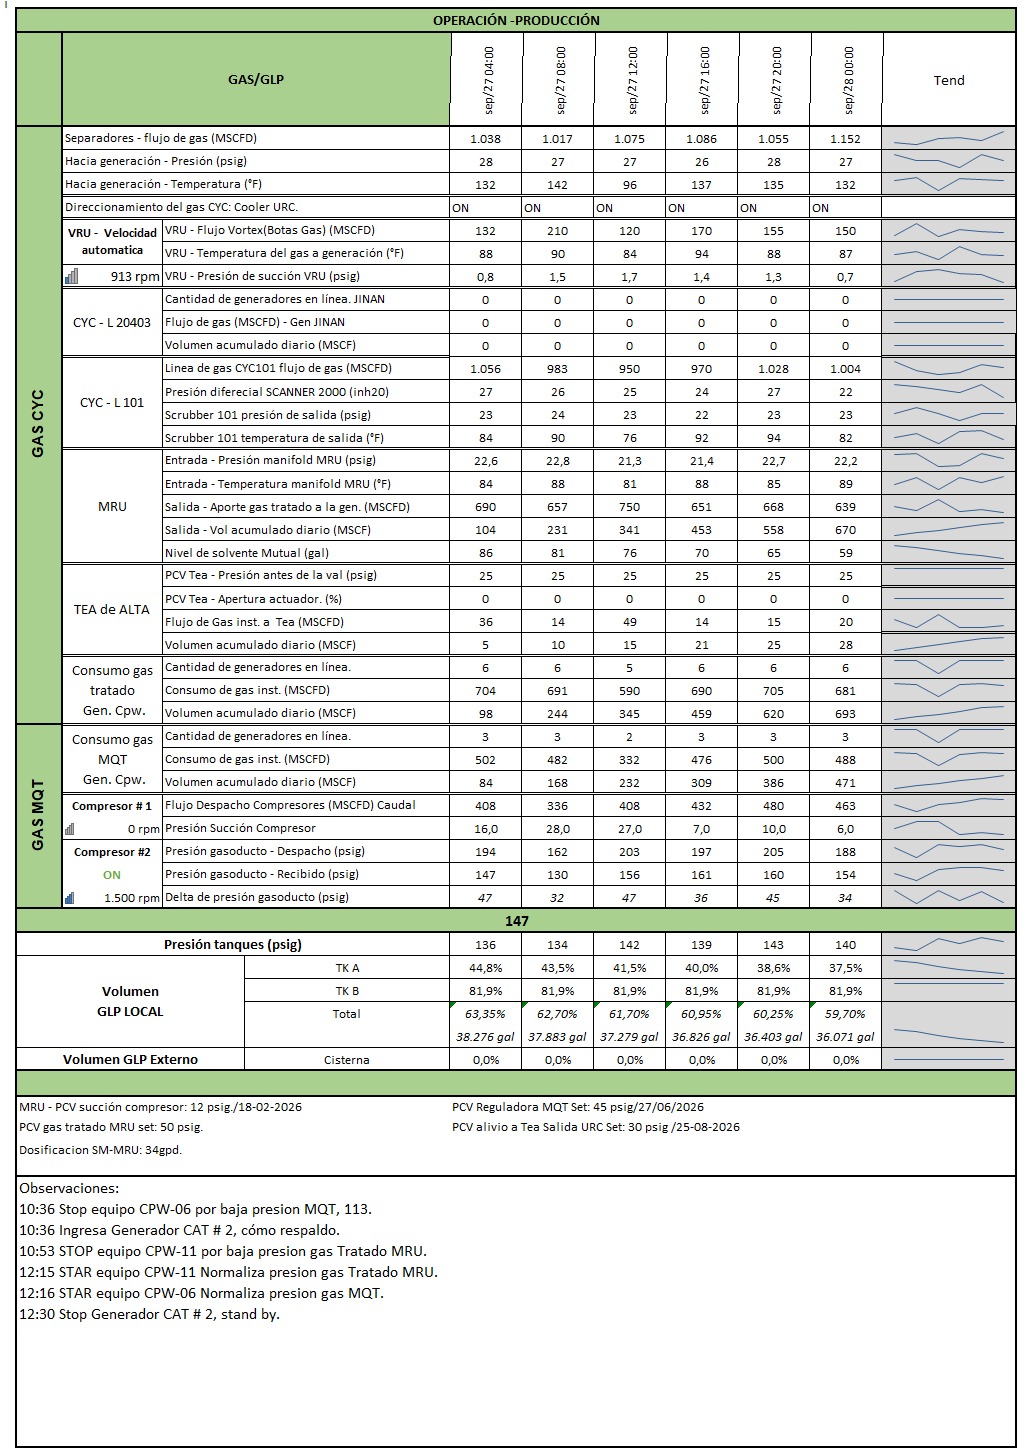 OPERACIÓN -PRODUCCIÓN
GAS/GLP sep/27 04:00 sep/27 08:00 sep/27 12:00 sep/27 16:00 sep/27 20:00 sep/28 00:00 Tend
GAS CYC
Separadores - flujo de gas (MSCFD) 1.038 1.017 1.075 1.086 1.055 1.152
Hacia generación - Presión (psig) 28 27 27 26 28 27
Hacia generación - Temperatura (°F) 132 142 96 137 135 132
Direccionamiento del gas CYC: Cooler URC. ON ON ON ON ON ON
VRU - Velocidad automatica
VRU - Flujo Vortex(Botas Gas) (MSCFD) 132 210 120 170 155 150
VRU - Temperatura del gas a generación (°F) 88 90 84 94 88 87
913 rpm VRU - Presión de succión VRU (psig) 0,8 1,5 1,7 1,4 1,3 0,7
CYC - L 20403
Cantidad de generadores en línea. JINAN 0 0 0 0 0 0
Flujo de gas (MSCFD) - Gen JINAN 0 0 0 0 0 0
Volumen acumulado diario (MSCF) 0 0 0 0 0 0
CYC - L 101
Linea de gas CYC101 flujo de gas (MSCFD) 1.056 983 950 970 1.028 1.004
Presión diferecial SCANNER 2000 (inh20) 27 26 25 24 27 22
Scrubber 101 presión de salida (psig) 23 24 23 22 23 23
Scrubber 101 temperatura de salida (°F) 84 90 76 92 94 82
MRU
Entrada - Presión manifold MRU (psig) 22,6 22,8 21,3 21,4 22,7 22,2
Entrada - Temperatura manifold MRU (°F) 84 88 81 88 85 89
Salida - Aporte gas tratado a la gen. (MSCFD) 690 657 750 651 668 639
Salida - Vol acumulado diario (MSCF) 104 231 341 453 558 670
Nivel de solvente Mutual (gal) 86 81 76 70 65 59
TEA de ALTA
PCV Tea - Presión antes de la val (psig) 25 25 25 25 25 25
PCV Tea - Apertura actuador. (%) 0 0 0 0 0 0
Flujo de Gas inst. a Tea (MSCFD) 36 14 49 14 15 20
Volumen acumulado diario (MSCF) 5 10 15 21 25 28
Consumo gas tratado Gen. Cpw.
Cantidad de generadores en línea. 6 6 5 6 6 6
Consumo de gas inst. (MSCFD) 704 691 590 690 705 681
Volumen acumulado diario (MSCF) 98 244 345 459 620 693
GAS MQT
Consumo gas MQT Gen. Cpw.
Cantidad de generadores en línea. 3 3 2 3 3 3
Consumo de gas inst. (MSCFD) 502 482 332 476 500 488
Volumen acumulado diario (MSCF) 84 168 232 309 386 471
Compresor # 1 Flujo Despacho Compresores (MSCFD) Caudal 408 336 408 432 480 463
0 rpm Presión Succión Compresor 16,0 28,0 27,0 7,0 10,0 6,0
Compresor #2 Presión gasoducto - Despacho (psig) 194 162 203 197 205 188
ON Presión gasoducto - Recibido (psig) 147 130 156 161 160 154
1.500 rpm Delta de presión gasoducto (psig) 47 32 47 36 45 34
147
Presión tanques (psig) 136 134 142 139 143 140
Volumen GLP LOCAL
TK A 44,8% 43,5% 41,5% 40,0% 38,6% 37,5%
TK B 81,9% 81,9% 81,9% 81,9% 81,9% 81,9%
Total 63,35% 62,70% 61,70% 60,95% 60,25% 59,70%
38.276 gal 37.883 gal 37.279 gal 36.826 gal 36.403 gal 36.071 gal
Volumen GLP Externo Cisterna 0,0% 0,0% 0,0% 0,0% 0,0% 0,0%
MRU - PCV succión compresor: 12 psig./18-02-2026 PCV Reguladora MQT Set: 45 psig/27/06/2026
PCV gas tratado MRU set: 50 psig. PCV alivio a Tea Salida URC Set: 30 psig /25-08-2026
Dosificacion SM-MRU: 34gpd.
Observaciones:
10:36 Stop equipo CPW-06 por baja presion MQT, 113.
10:36 Ingresa Generador CAT # 2, cómo respaldo.
10:53 STOP equipo CPW-11 por baja presion gas Tratado MRU.
12:15 STAR equipo CPW-11 Normaliza presion gas Tratado MRU.
12:16 STAR equipo CPW-06 Normaliza presion gas MQT.
12:30 Stop Generador CAT # 2, stand by.